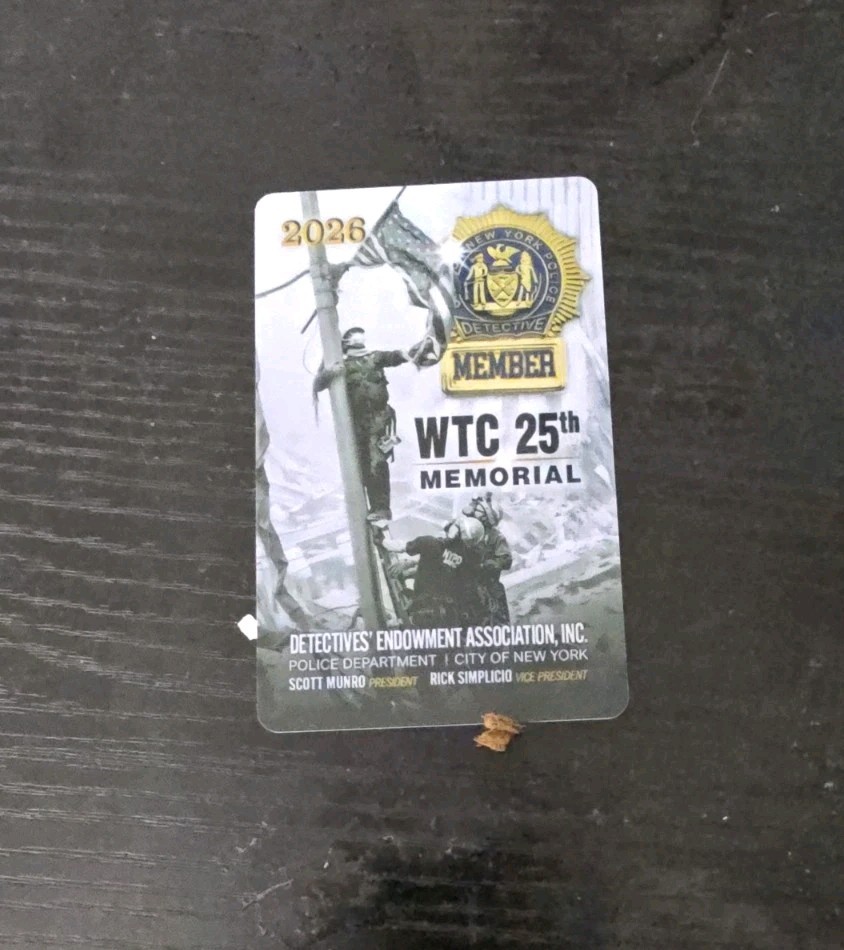 2026
NEW YORK POLICE
DETECTIVE
MEMBER
WTC 25th
MEMORIAL
NYPD
DETECTIVES' ENDOWMENT ASSOCIATION, INC.
POLICE DEPARTMENT | CITY OF NEW YORK
SCOTT MUNRO PRESIDENT RICK SIMPLICIO VICE PRESIDENT